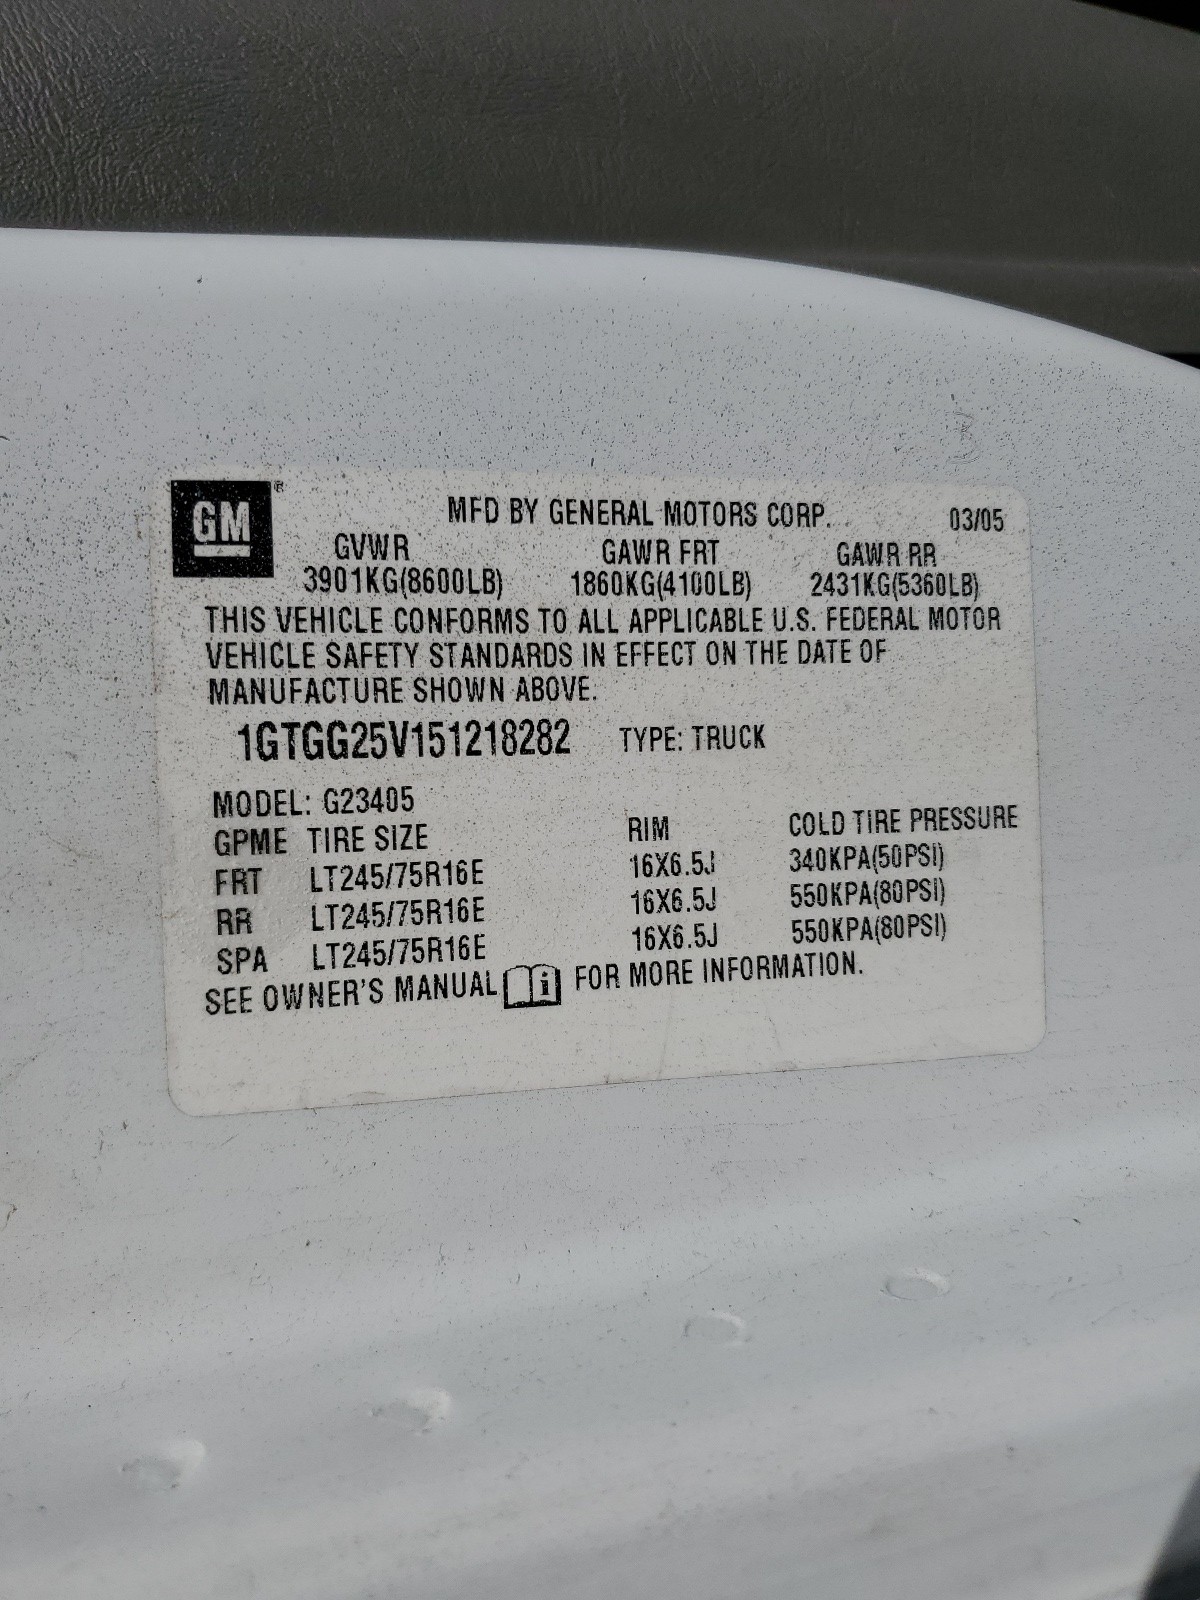 GM ®
MFD BY GENERAL MOTORS CORP. 03/05
GVWR GAWR FRT GAWR RR
3901KG(8600LB) 1860KG(4100LB) 2431KG(5360LB)
THIS VEHICLE CONFORMS TO ALL APPLICABLE U.S. FEDERAL MOTOR
VEHICLE SAFETY STANDARDS IN EFFECT ON THE DATE OF
MANUFACTURE SHOWN ABOVE.
1GTGG25V151218282 TYPE: TRUCK
MODEL: G23405
GPME TIRE SIZE RIM COLD TIRE PRESSURE
FRT LT245/75R16E 16X6.5J 340KPA(50PSI)
RR LT245/75R16E 16X6.5J 550KPA(80PSI)
SPA LT245/75R16E 16X6.5J 550KPA(80PSI)
SEE OWNER'S MANUAL i FOR MORE INFORMATION.